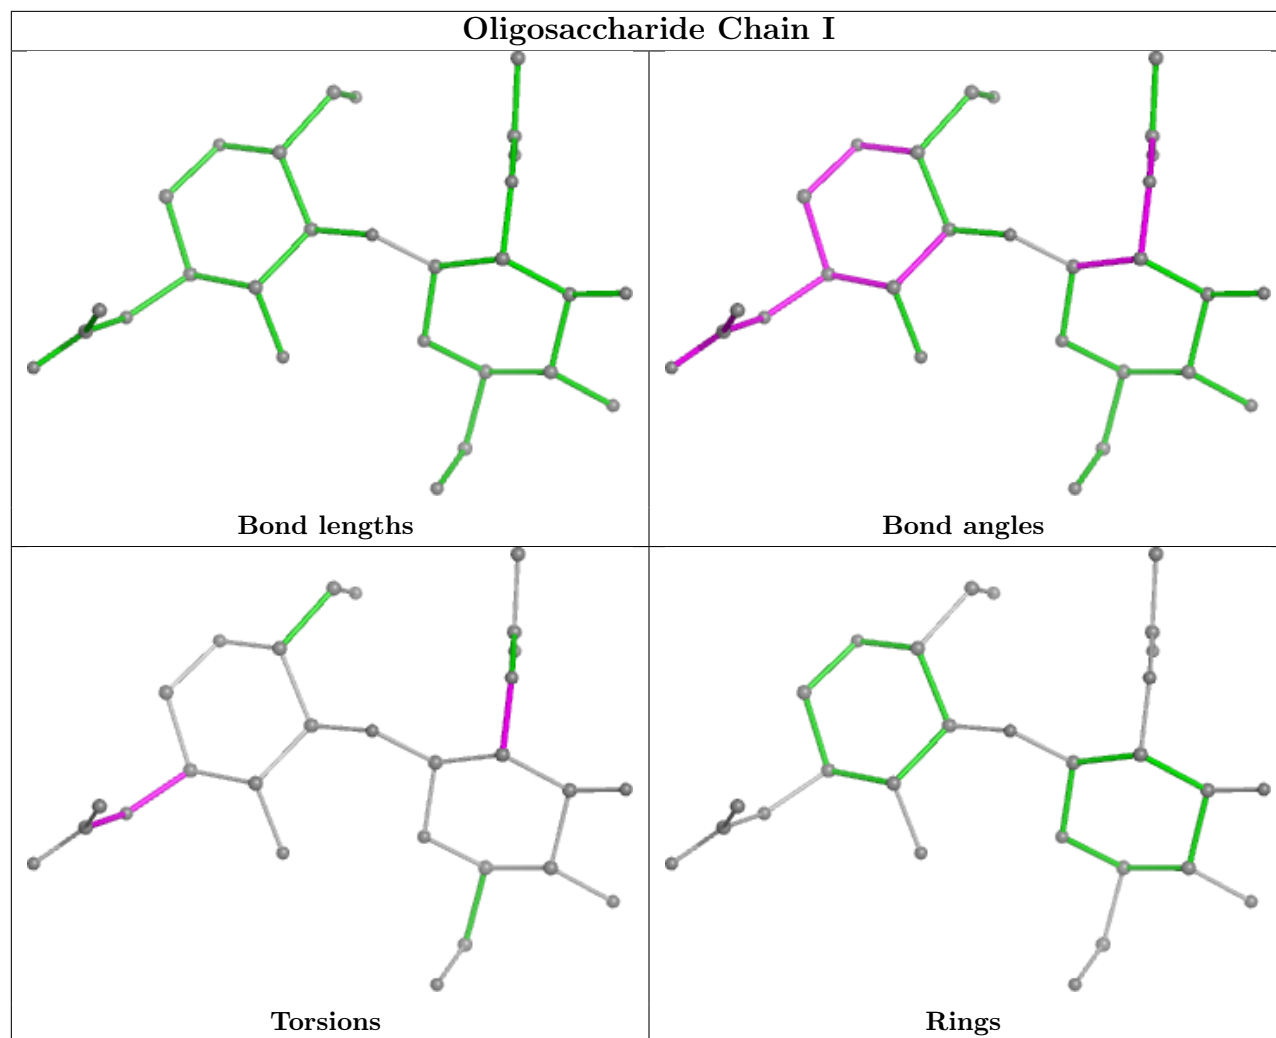 Oligosaccharide Chain I
Bond lengths
Bond angles
Torsions
Rings